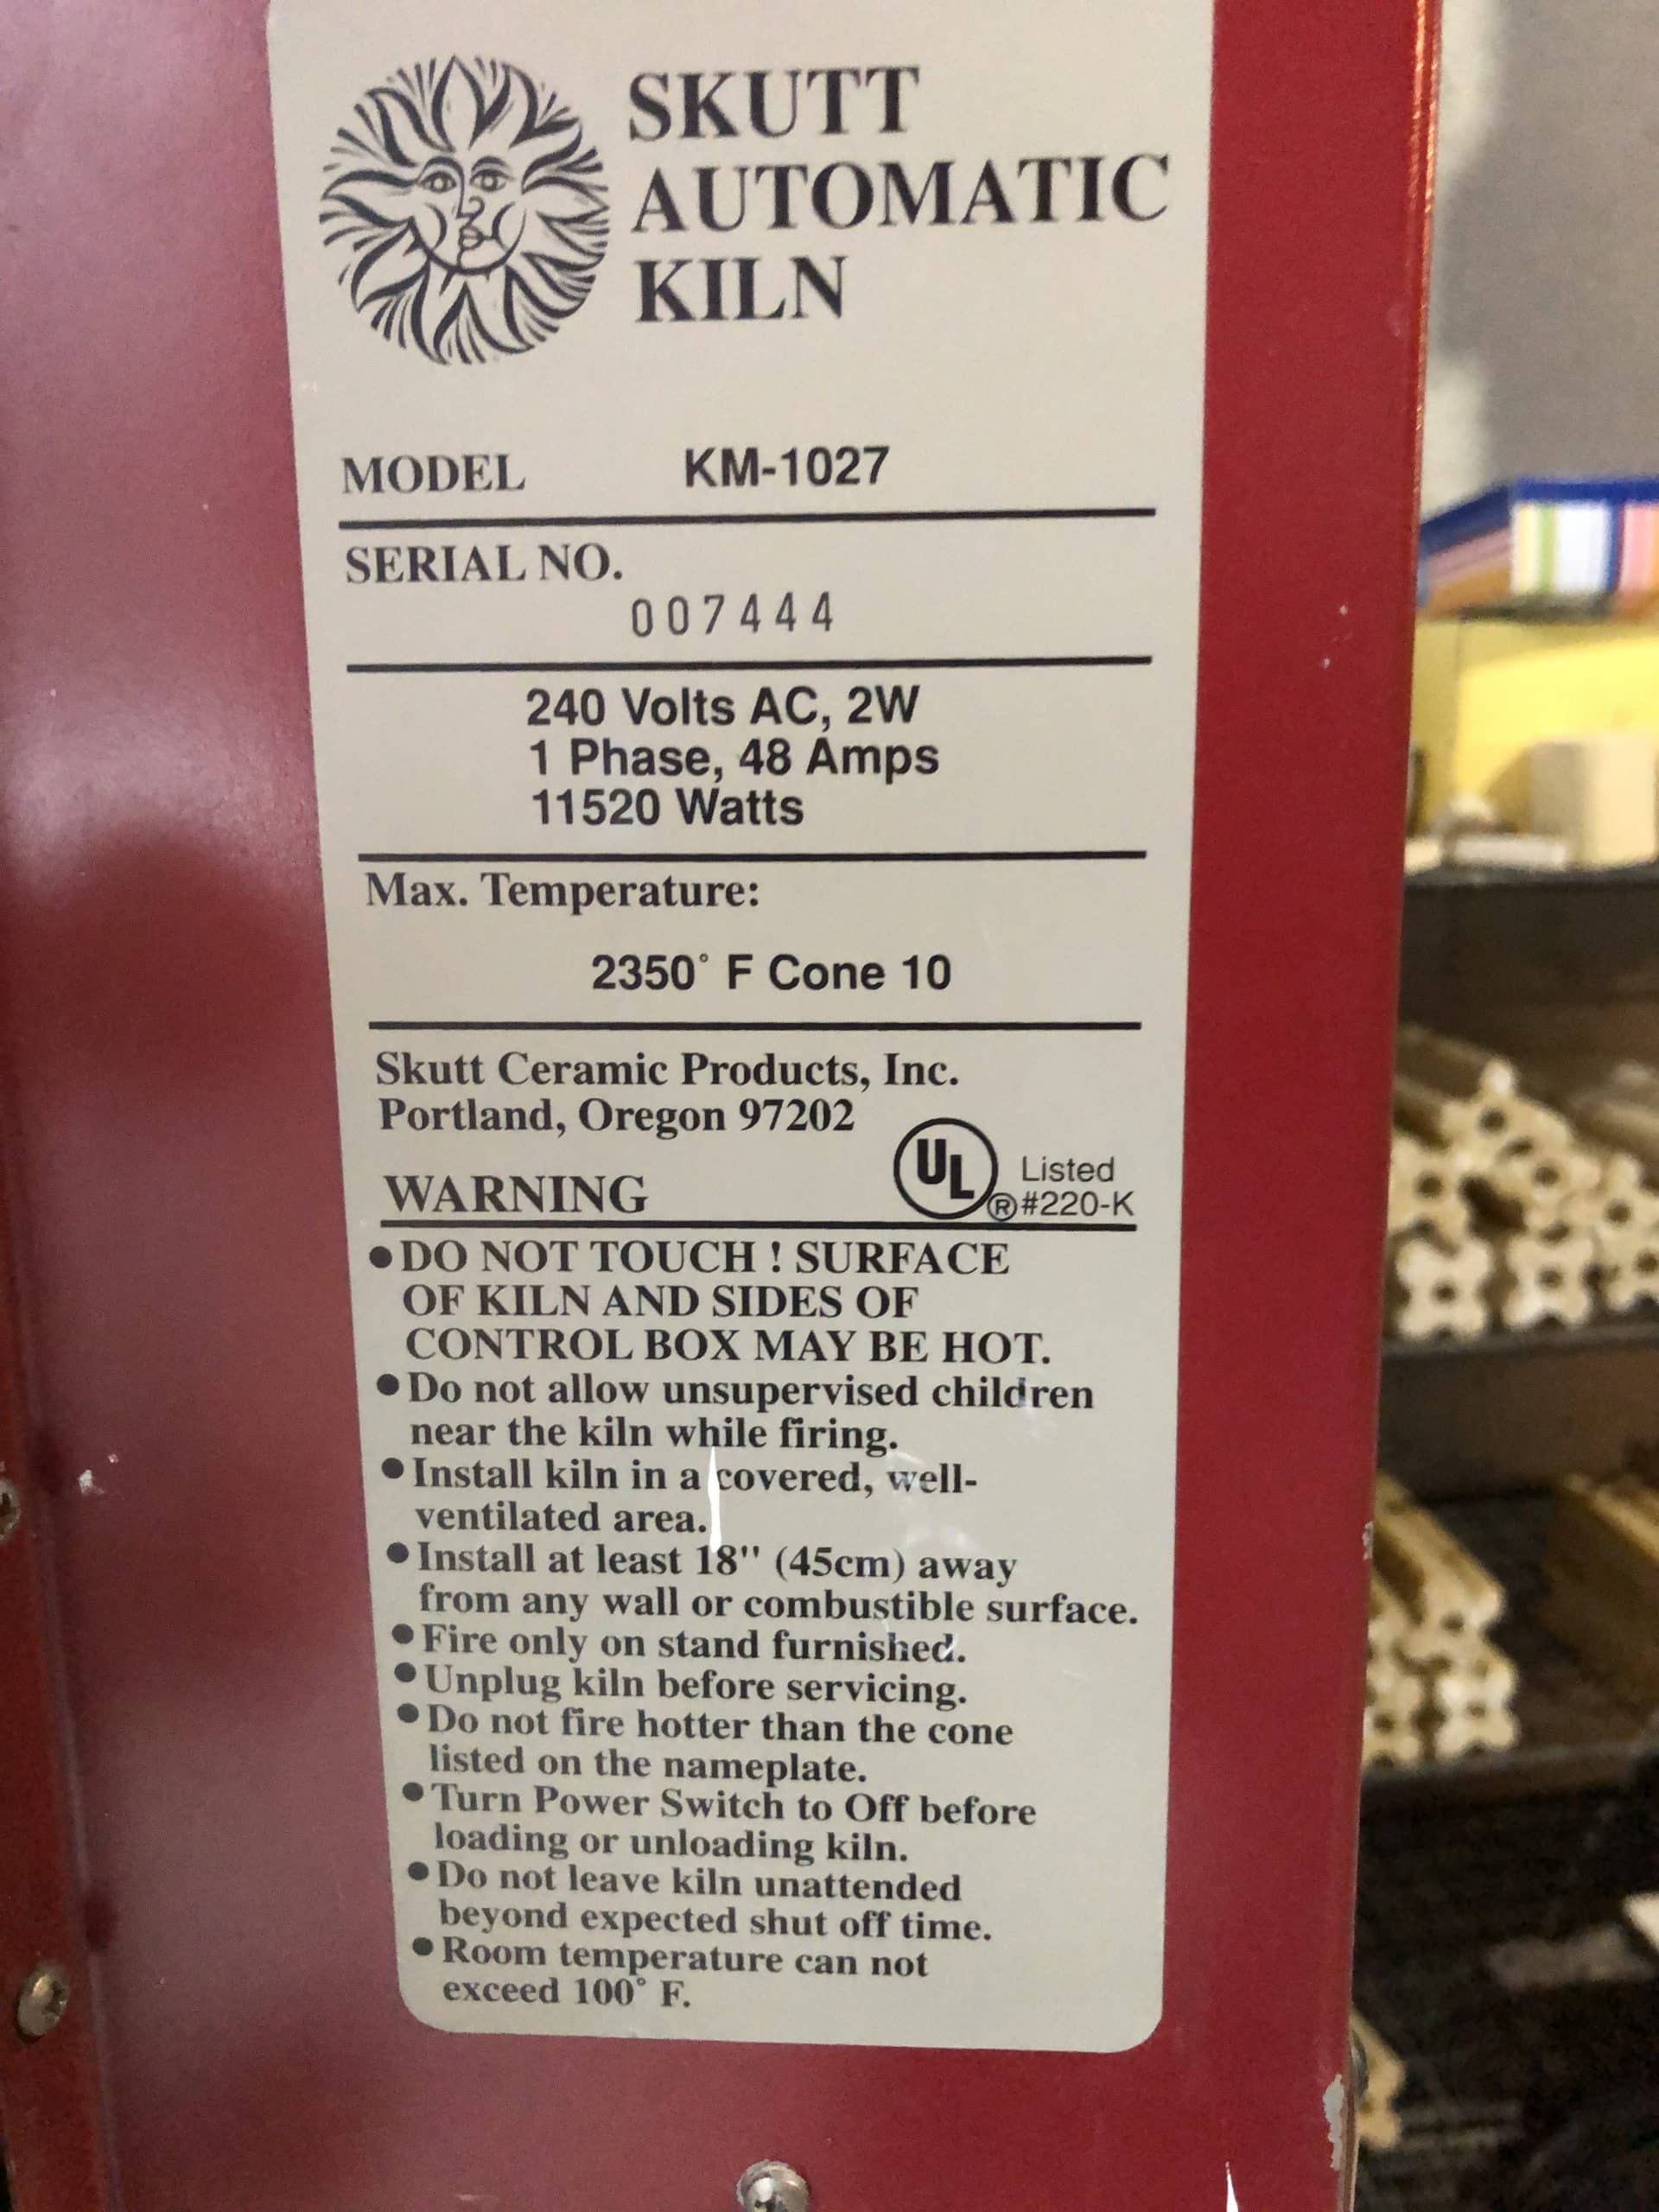 SKUTT
AUTOMATIC
KILN
MODEL KM-1027
SERIAL NO.
007444
240 Volts AC, 2W
1 Phase, 48 Amps
11520 Watts
Max. Temperature:
2350° F Cone 10
Skutt Ceramic Products, Inc.
Portland, Oregon 97202
UL Listed
® #220-K
WARNING
• DO NOT TOUCH ! SURFACE
OF KILN AND SIDES OF
CONTROL BOX MAY BE HOT.
• Do not allow unsupervised children
near the kiln while firing.
• Install kiln in a covered, well-
ventilated area.
• Install at least 18" (45cm) away
from any wall or combustible surface.
• Fire only on stand furnished.
• Unplug kiln before servicing.
• Do not fire hotter than the cone
listed on the nameplate.
• Turn Power Switch to Off before
loading or unloading kiln.
• Do not leave kiln unattended
beyond expected shut off time.
• Room temperature can not
exceed 100° F.